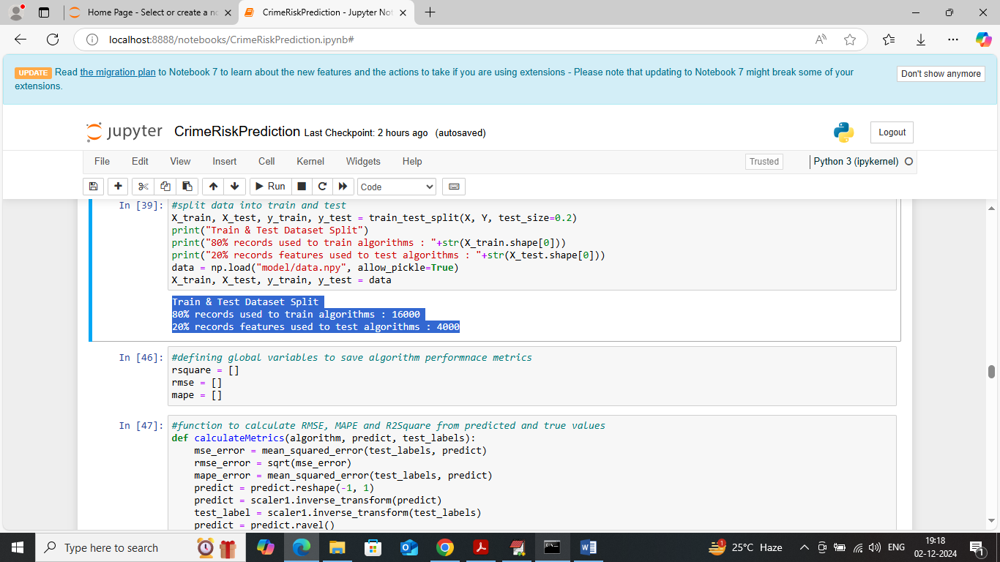 Home Page - Select or create a no
CrimeRiskPrediction - Jupyter Not
localhost:8888/notebooks/CrimeRiskPrediction.ipynb#
UPDATE Read the migration plan to Notebook 7 to learn about the new features and the actions to take if you are using extensions - Please note that updating to Notebook 7 might break some of your
extensions.
Don't show anymore
jupyter CrimeRiskPrediction Last Checkpoint: 2 hours ago (autosaved)
Logout
File Edit View Insert Cell Kernel Widgets Help
Trusted
Python 3 (ipykernel)
Run
Code
In [39]: #split data into train and test
X_train, X_test, y_train, y_test = train_test_split(X, Y, test_size=0.2)
print("Train & Test Dataset Split")
print("80% records used to train algorithms : "+str(X_train.shape[0]))
print("20% records features used to test algorithms : "+str(X_test.shape[0]))
data = np.load("model/data.npy", allow_pickle=True)
X_train, X_test, y_train, y_test = data
Train & Test Dataset Split
80% records used to train algorithms : 16000
20% records features used to test algorithms : 4000
In [46]: #defining global variables to save algorithm performnace metrics
rsquare = []
rmse = []
mape = []
In [47]: #function to calculate RMSE, MAPE and R2Square from predicted and true values
def calculateMetrics(algorithm, predict, test_labels):
mse_error = mean_squared_error(test_labels, predict)
rmse_error = sqrt(mse_error)
mape_error = mean_squared_error(test_labels, predict)
predict = predict.reshape(-1, 1)
predict = scaler1.inverse_transform(predict)
test_label = scaler1.inverse_transform(test_labels)
predict = predict.ravel()
Type here to search
25°C Haze
ENG
19:18
02-12-2024
1